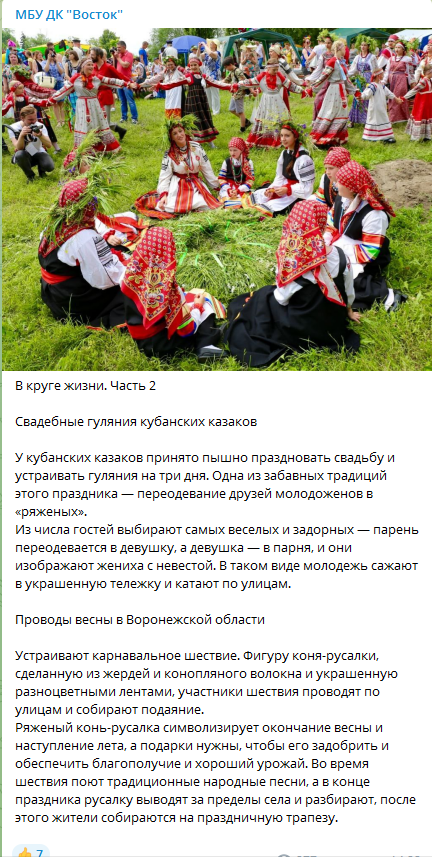 МБУ ДК "Восток"
В круге жизни. Часть 2
Свадебные гуляния кубанских казаков
У кубанских казаков принято пышно праздновать свадьбу и
устраивать гуляния на три дня. Одна из забавных традиций
этого праздника — переодевание друзей молодоженов в
«ряженых».
Из числа гостей выбирают самых веселых и задорных — парень
переодевается в девушку, а девушка — в парня, и они
изображают жениха с невестой. В таком виде молодежь сажают
в украшенную тележку и катают по улицам.
Проводы весны в Воронежской области
Устраивают карнавальное шествие. Фигуру коня-русалки,
сделанную из жердей и конопляного волокна и украшенную
разноцветными лентами, участники шествия проводят по
улицам и собирают подаяние.
Ряженый конь-русалка символизирует окончание весны и
наступление лета, а подарки нужны, чтобы его задобрить и
обеспечить благополучие и хороший урожай. Во время
шествия поют традиционные народные песни, а в конце
праздника русалку выводят за пределы села и разбирают, после
этого жители собираются на праздничную трапезу.
7